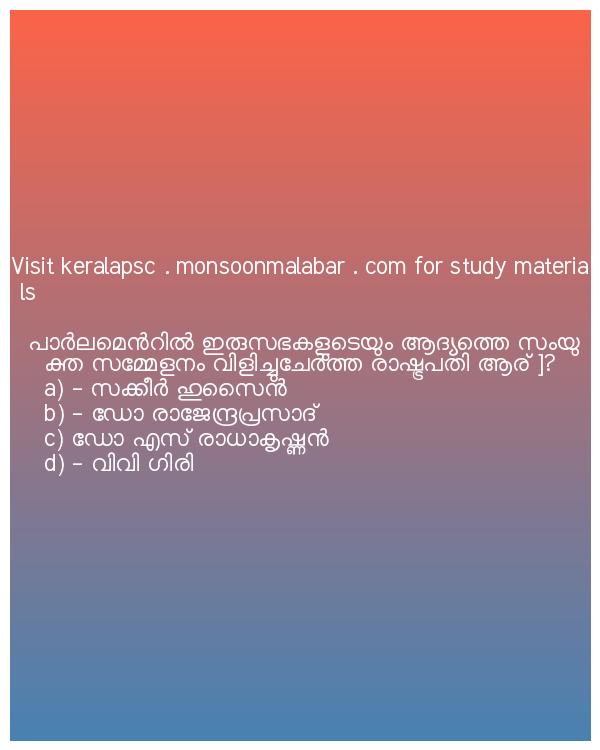 Visit keralapsc . monsoonmalabar . com for study materia
ls
പാർലമെൻറിൽ ഇരുസഭകളുടെയും ആദ്യത്തെ സംയു
ക്ത സമ്മേളനം വിളിച്ചുചേർത്ത രാഷ്ട്രപതി ആര് ]?
a) - സക്കീർ ഹുസൈൻ
b) - ഡോ രാജേന്ദ്രപ്രസാദ്
c) ഡോ എസ് രാധാകൃഷ്ണൻ
d) - വിവി ഗിരി